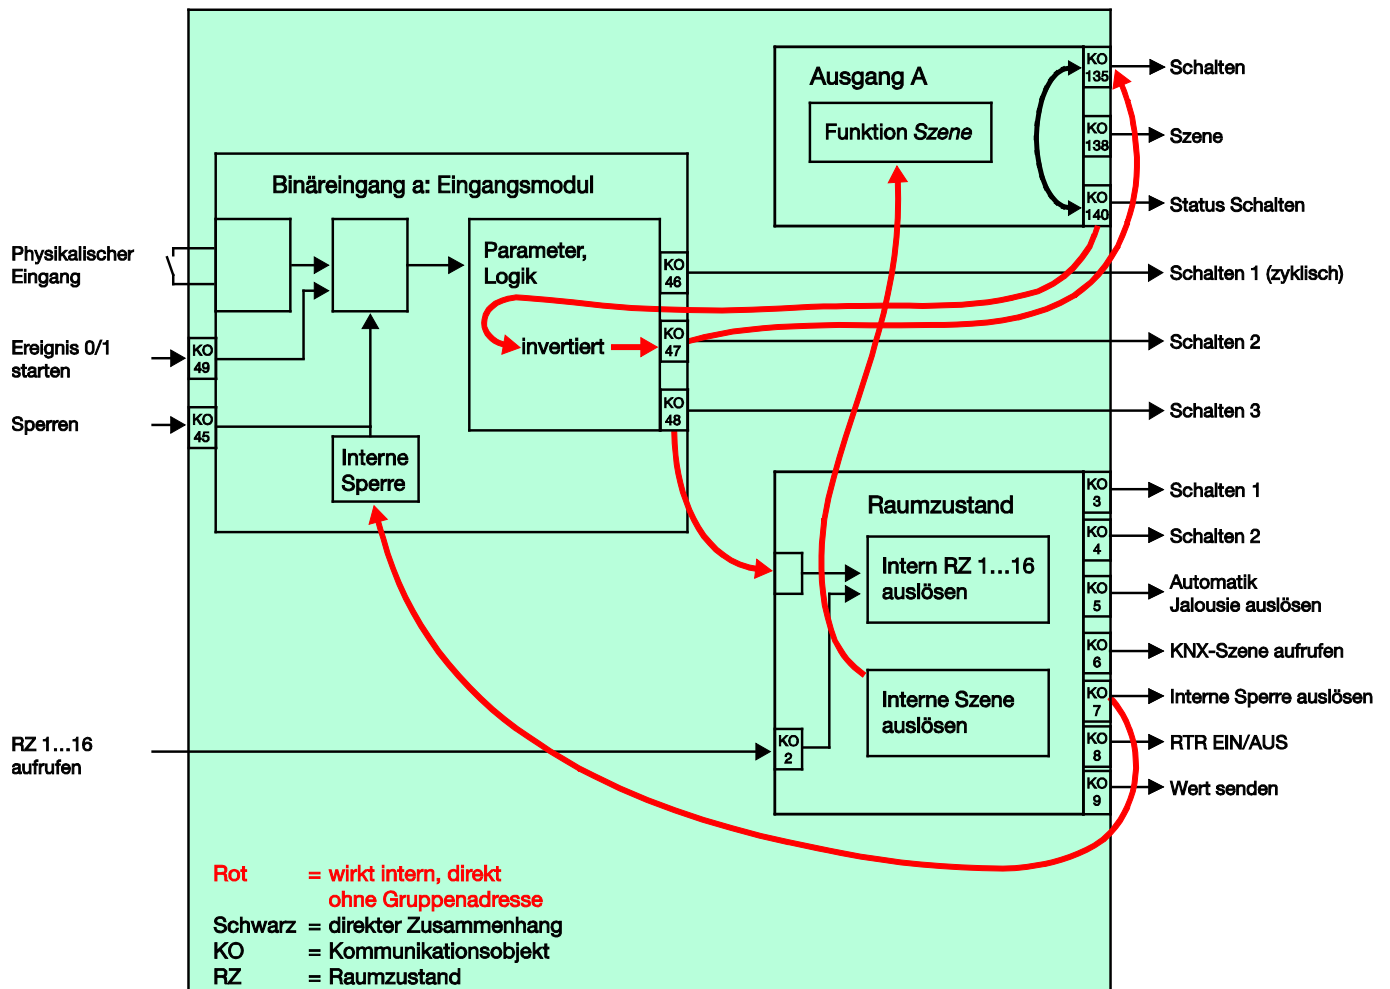 Ausgang A
Funktion Szene
KO
135
Schalten
KO
138
Szene
KO
140
Status Schalten
Binäreingang a: Eingangsmodul
Physikalischer
Eingang
Parameter,
Logik
invertiert
KO
46
Schalten 1 (zyklisch)
KO
47
Schalten 2
KO
48
Schalten 3
Ereignis 0/1
starten
KO
49
Sperren
KO
45
Interne
Sperre
Raumzustand
Intern RZ 1...16
auslösen
Interne Szene
auslösen
KO
3
Schalten 1
KO
4
Schalten 2
KO
5
Automatik
Jalousie auslösen
KO
6
KNX-Szene aufrufen
KO
7
Interne Sperre auslösen
KO
8
RTR EIN/AUS
KO
9
Wert senden
RZ 1...16
aufrufen
KO
2
Rot = wirkt intern, direkt
ohne Gruppenadresse
Schwarz = direkter Zusammenhang
KO = Kommunikationsobjekt
RZ = Raumzustand